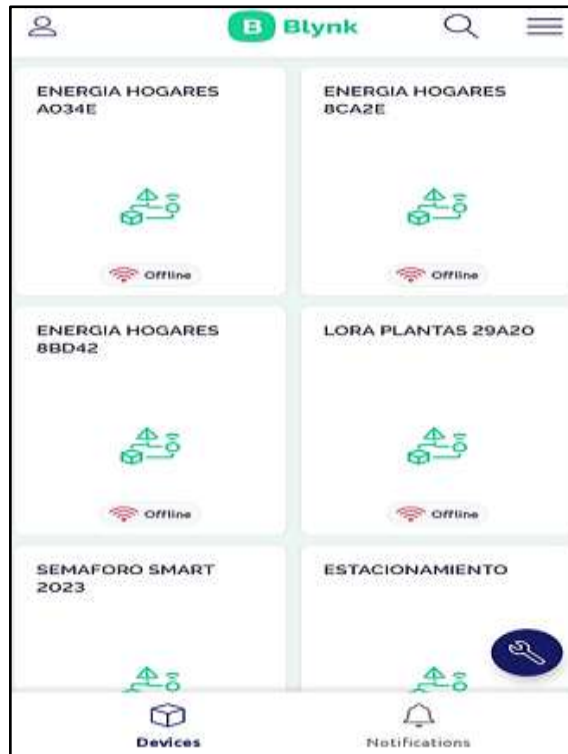 B Blynk
ENERGIA HOGARES
A034E
ENERGIA HOGARES
8CA2E
Offline
Offline
ENERGIA HOGARES
8BD42
LORA PLANTAS 29A20
Offline
Offline
SEMAFORO SMART
2023
ESTACIONAMIENTO
Devices
Notifications